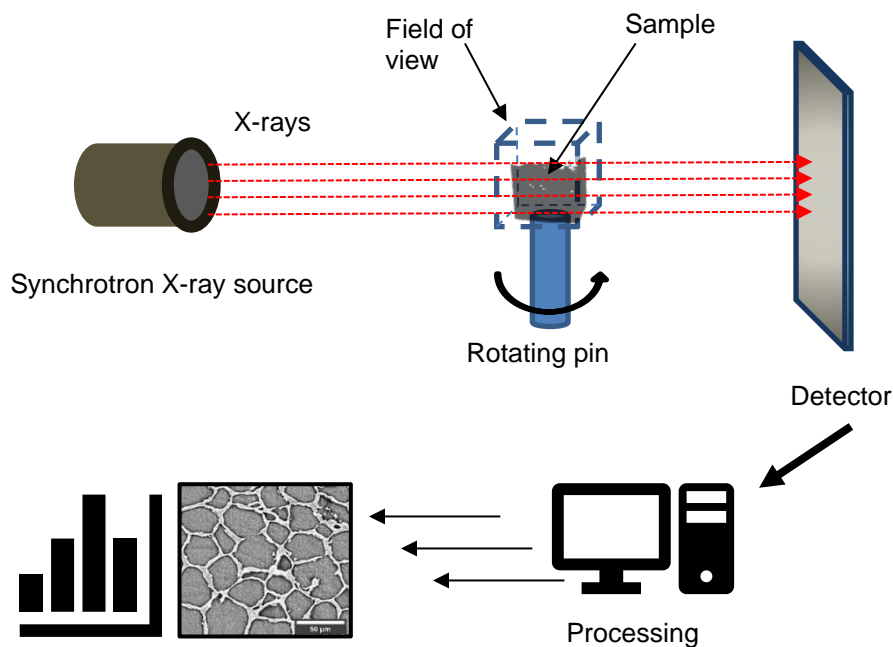 Field of
view
Sample
X-rays
Synchrotron X-ray source
Rotating pin
Detector
50 μm
Processing